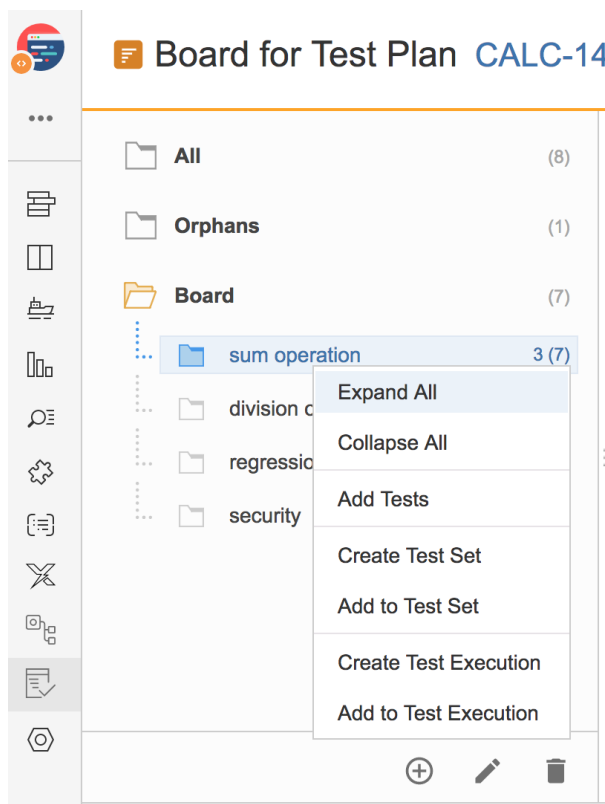 Board for Test Plan CALC-14
All (8)
Orphans (1)
Board (7)
sum operation 3 (7)
division
regressio
security
Expand All
Collapse All
Add Tests
Create Test Set
Add to Test Set
Create Test Execution
Add to Test Execution